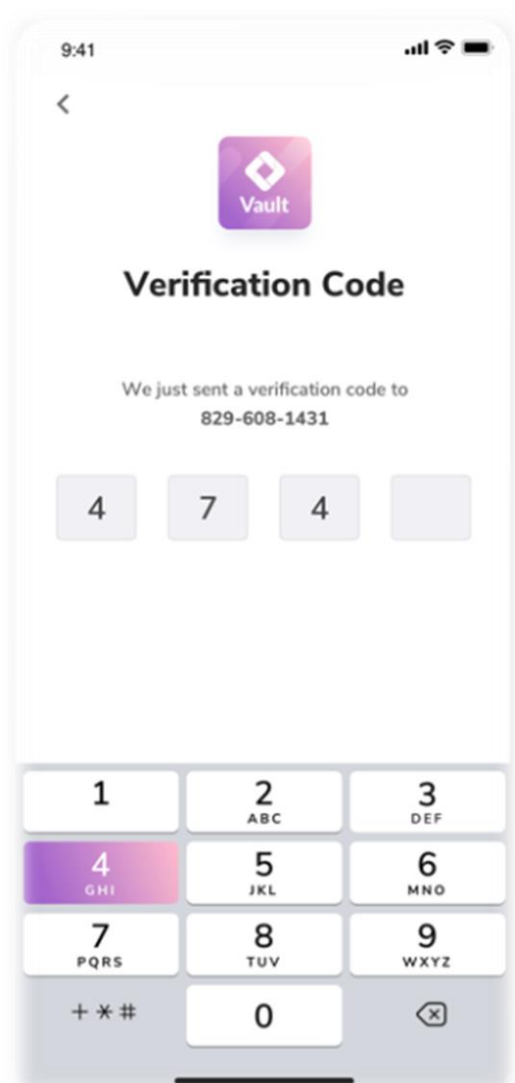 9:41
Vault
Verification Code
We just sent a verification code to
829-608-1431
4 7 4
1 2 3
ABC DEF
4 5 6
GHI JKL MNO
7 8 9
PQRS TUV WXYZ
+ * # 0